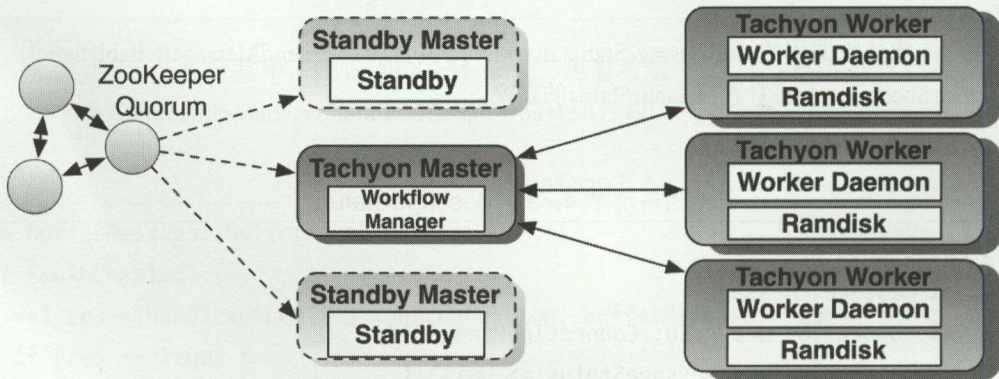 ZooKeeper
Quorum
Standby Master
Standby
Tachyon Master
Workflow
Manager
Standby Master
Standby
Tachyon Worker
Worker Daemon
Ramdisk
Tachyon Worker
Worker Daemon
Ramdisk
Tachyon Worker
Worker Daemon
Ramdisk